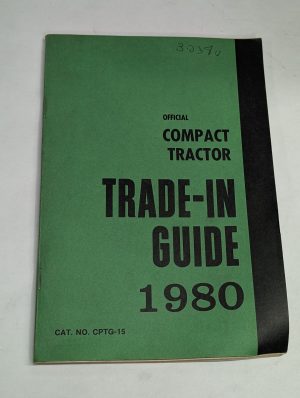 OFFICIAL
COMPACT
TRACTOR
TRADE-IN
GUIDE
1980
CAT. NO. CPTG-15